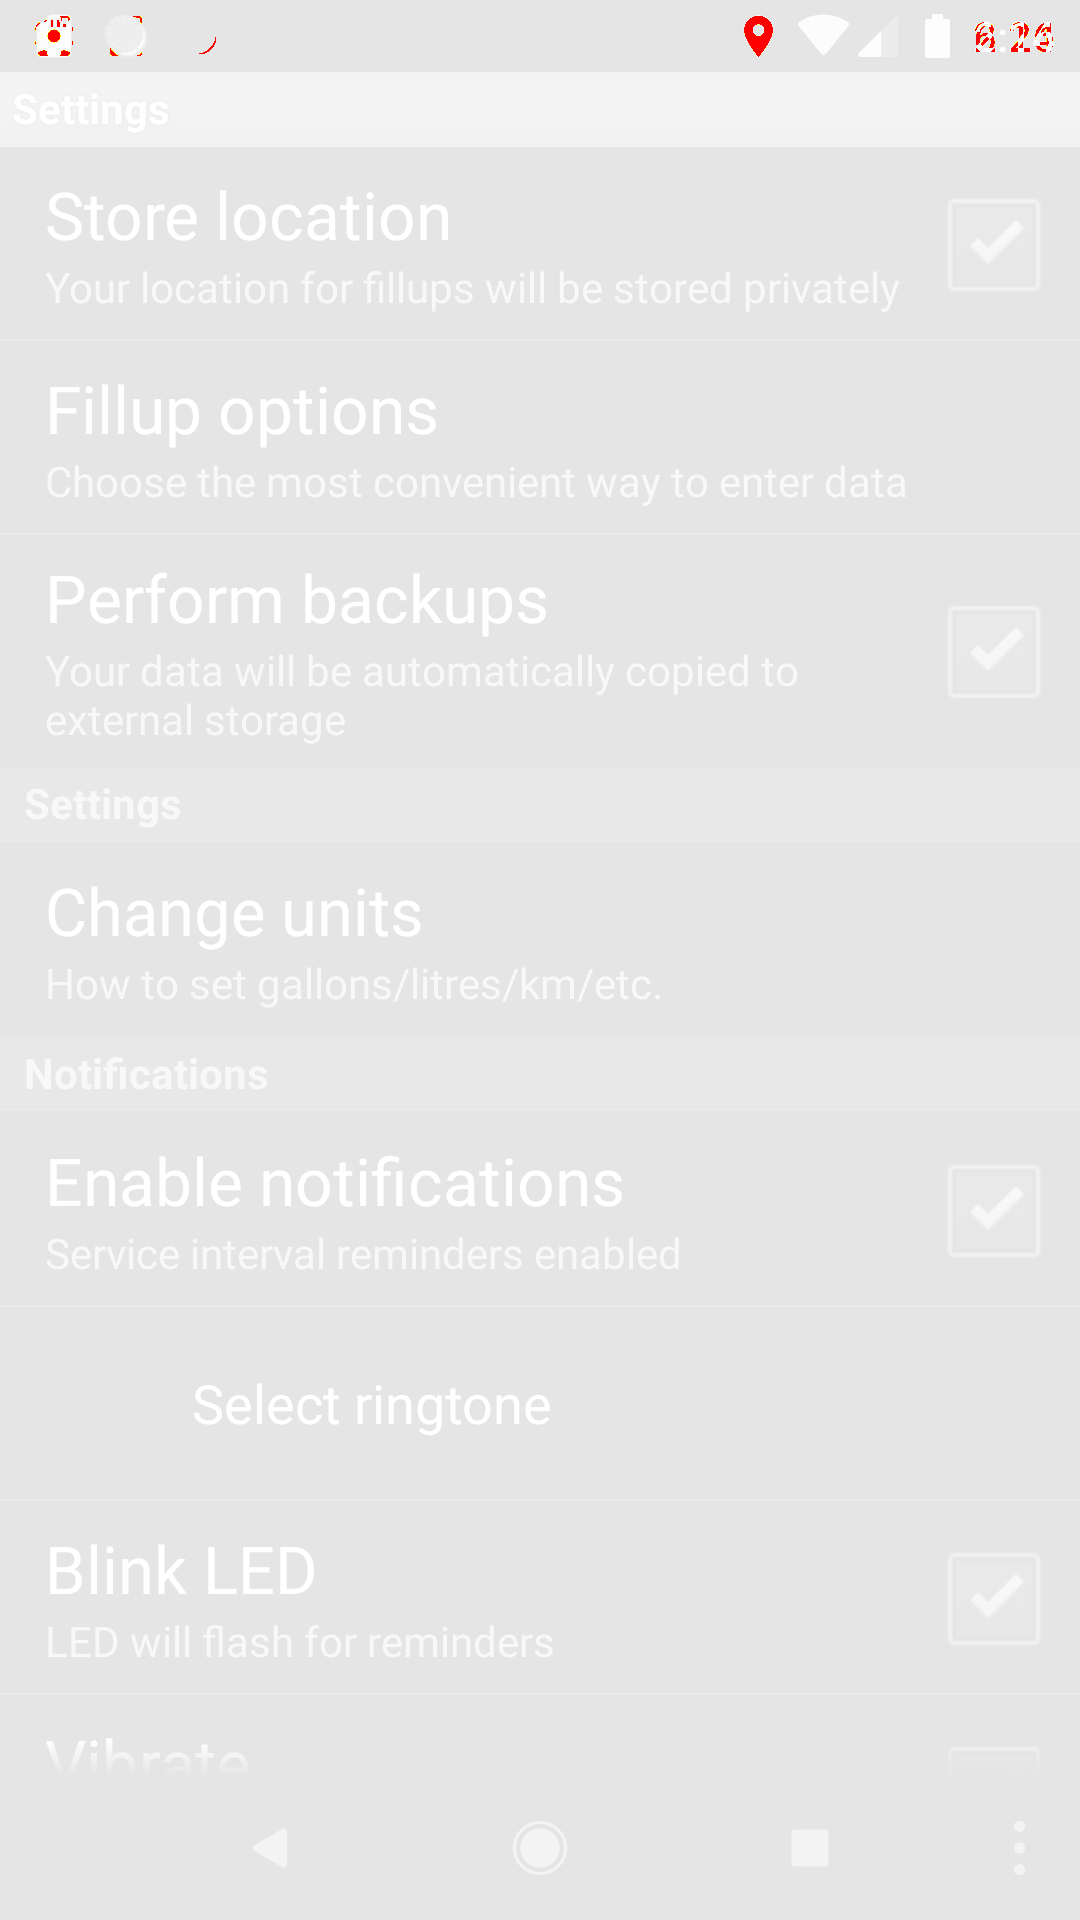 Settings
Store location
Your location for fillups will be stored privately
Fillup options
Choose the most convenient way to enter data
Perform backups
Your data will be automatically copied to
external storage
Settings
Change units
How to set gallons/litres/km/etc.
Notifications
Enable notifications
Service interval reminders enabled
Select ringtone
Blink LED
LED will flash for reminders
Vibrate